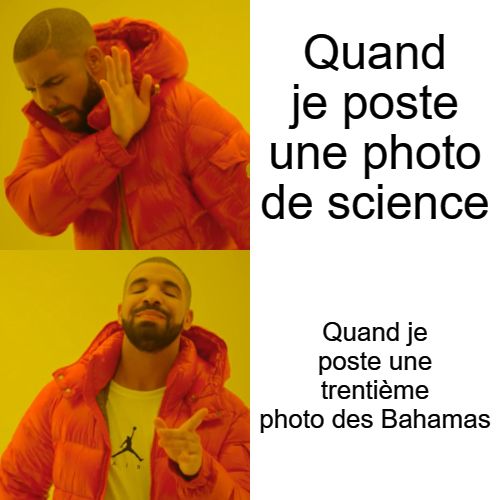 Quand
je poste
une photo
de science
Quand je
poste une
trentième
photo des Bahamas